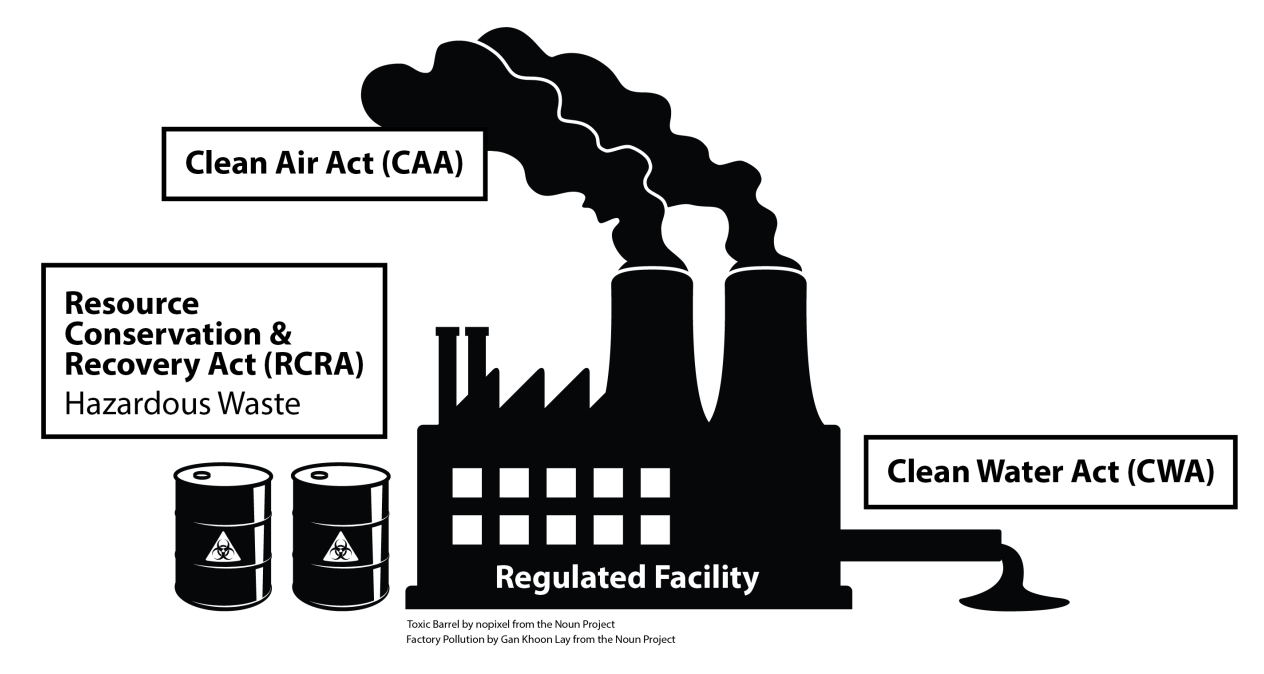 Clean Air Act (CAA)
Resource
Conservation &
Recovery Act (RCRA)
Hazardous Waste
Clean Water Act (CWA)
Regulated Facility
Toxic Barrel by nopixel from the Noun Project
Factory Pollution by Gan Khoon Lay from the Noun Project